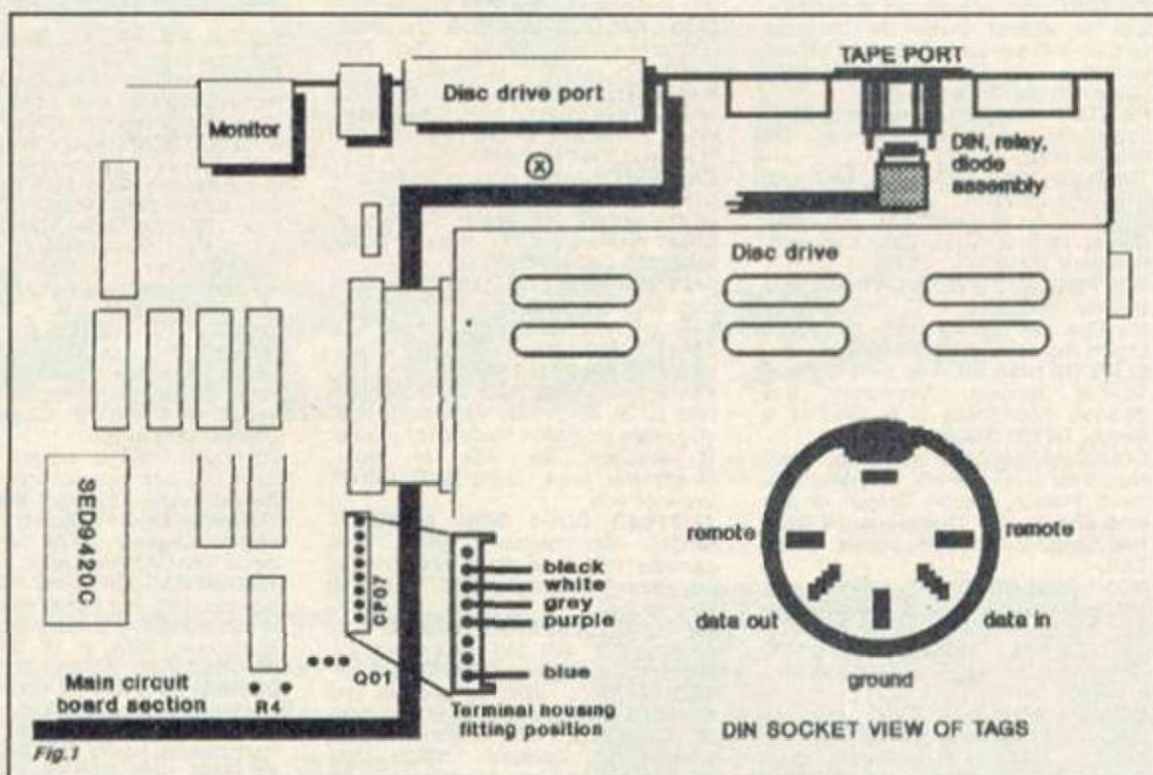 TAPE PORT
Monitor
Disc drive port
DIN, relay,
diode
assembly
Disc drive
SED9420C
CP07
black
white
grey
purple
blue
Q01
R4
Main circuit
board section
Terminal housing
fitting position
remote
remote
data out
data in
ground
DIN SOCKET VIEW OF TAGS
Fig.1